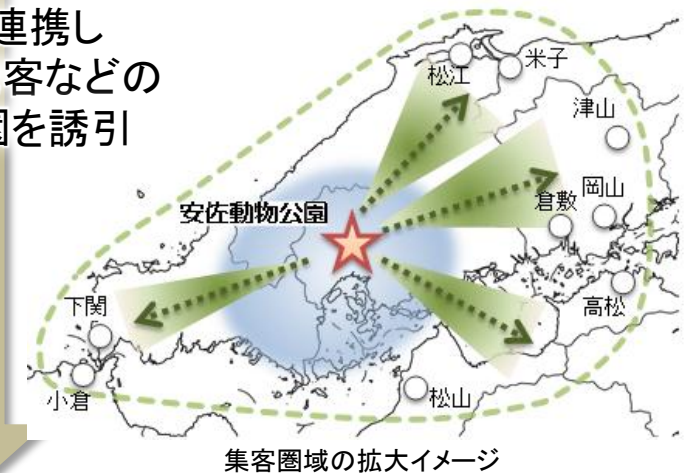 連携し
客などの
園を誘引
松江
米子
津山
安佐動物公園
倉敷
岡山
下関
高松
小倉
松山
集客圏域の拡大イメージ